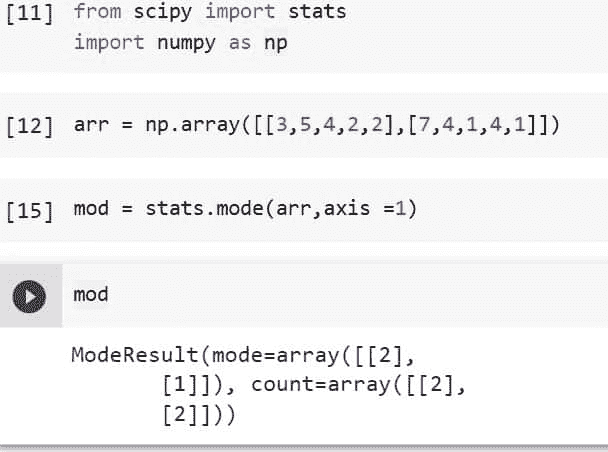 [11] from scipy import stats
import numpy as np
[12] arr = np.array([[3,5,4,2,2],[7,4,1,4,1]])
[15] mod = stats.mode(arr,axis =1)
mod
ModeResult(mode=array([[2],
[1]]), count=array([[2],
[2]]))